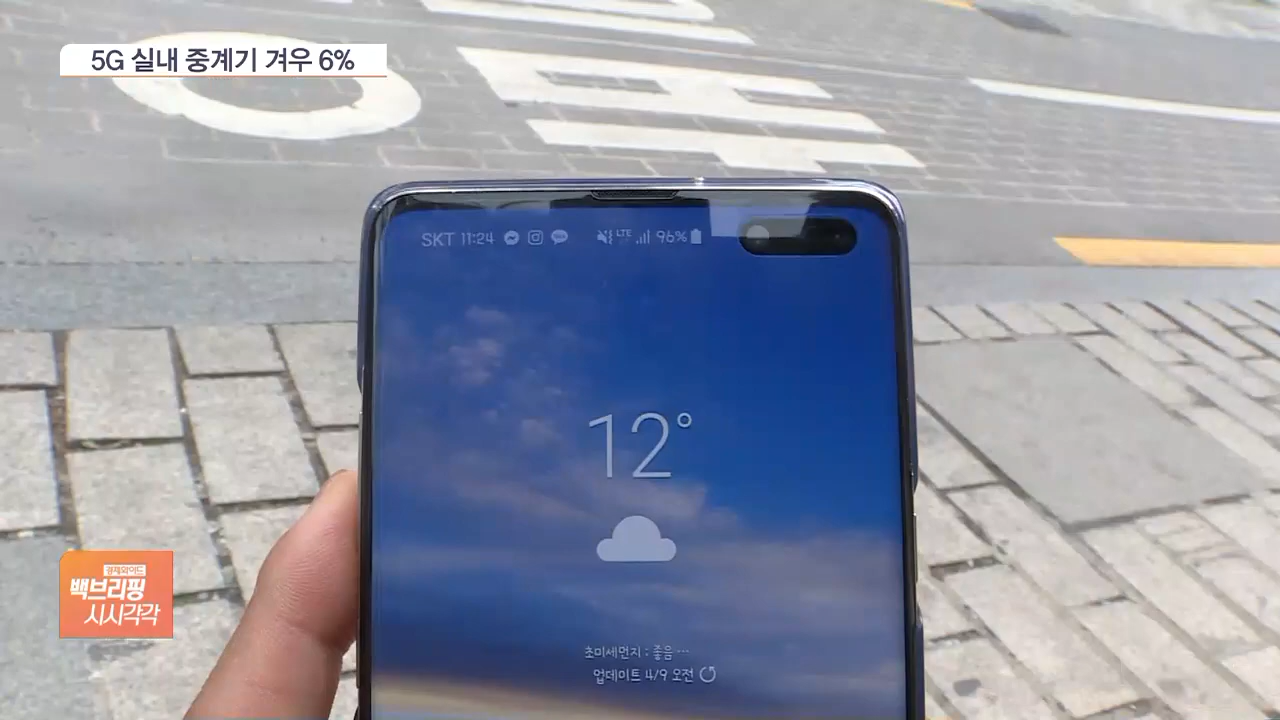 5G 실내 중계기 겨우 6%
SKT 11:24 LTE 96%
12°
초미세먼지 : 좋음 ...
업데이트 4/9 오전
경제와이드
백브리핑
시시각각